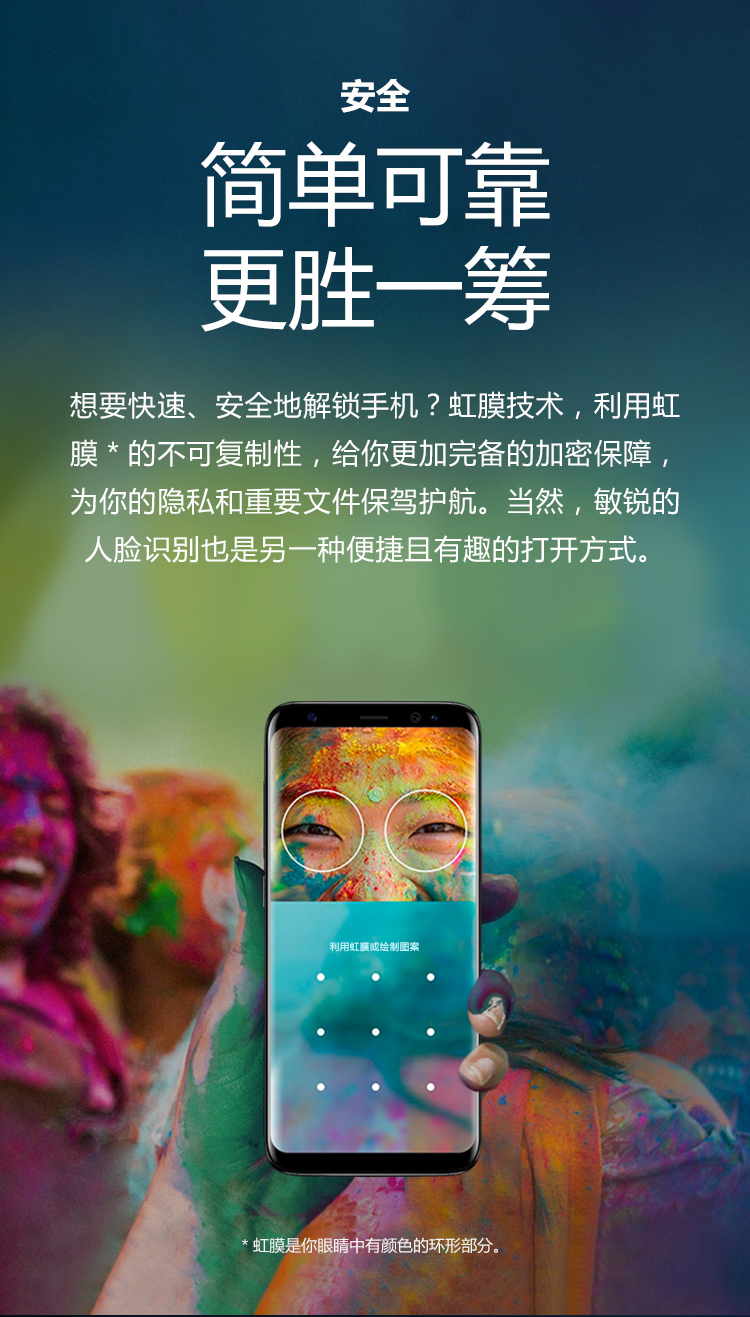 安全
简单可靠
更胜一筹
想要快速、安全地解锁手机？虹膜技术，利用虹
膜 * 的不可复制性，给你更加完备的加密保障，
为你的隐私和重要文件保驾护航。当然，敏锐的
人脸识别也是另一种便捷且有趣的打开方式。
利用虹膜或绘制图案
* 虹膜是你眼睛中有颜色的环形部分。